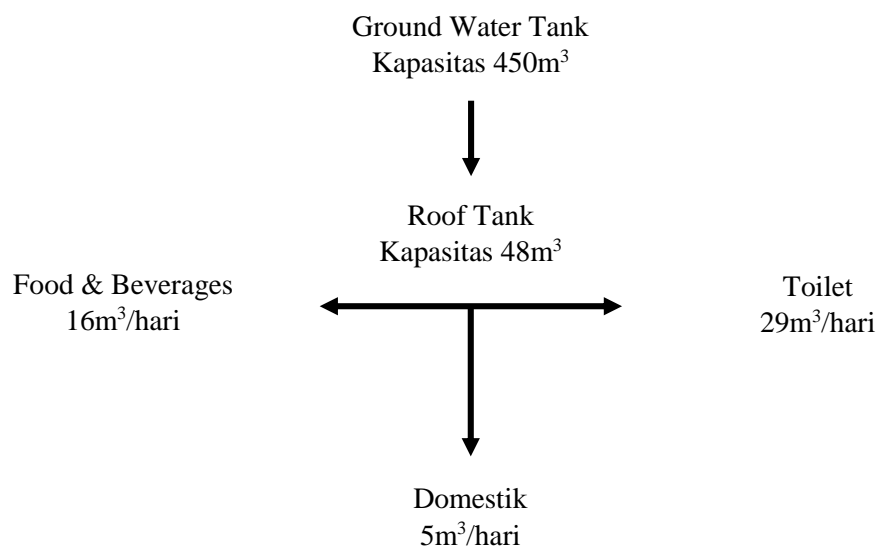 Ground Water Tank
Kapasitas 450m³
Roof Tank
Kapasitas 48m³
Food & Beverages
16m³/hari
Toilet
29m³/hari
Domestik
5m³/hari